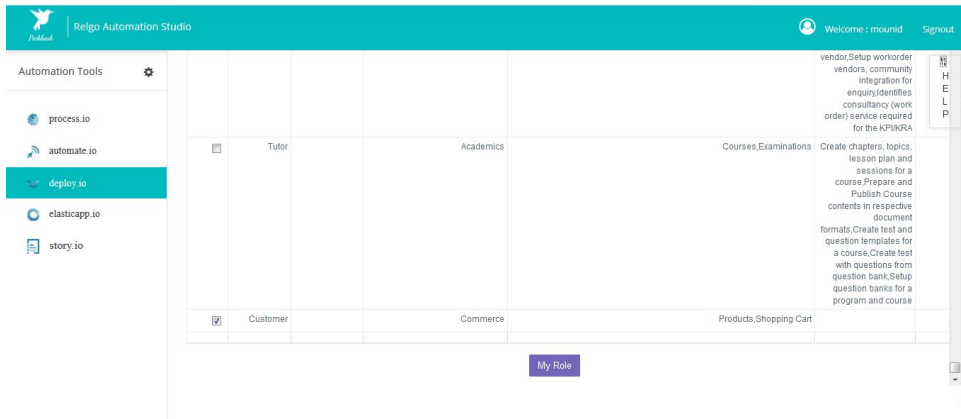 Relgo Automation Studio
Welcome : mounid
Signout
Automation Tools
process.io
automate.io
deploy.io
elasticapp.io
story.io
vendor,Setup workorder
vendors, community
integration for
enquiry,Identifies
consultancy (work
order) service required
for the KPI/KRA
Tutor
Academics
Courses,Examinations
Create chapters, topics,
lesson plan and
sessions for a
course,Prepare and
Publish Course
contents in respective
document
formats,Create test and
question templates for
a course,Create test
with questions from
question bank,Setup
question banks for a
program and course
Customer
Commerce
Products,Shopping Cart
My Role
H
E
L
P